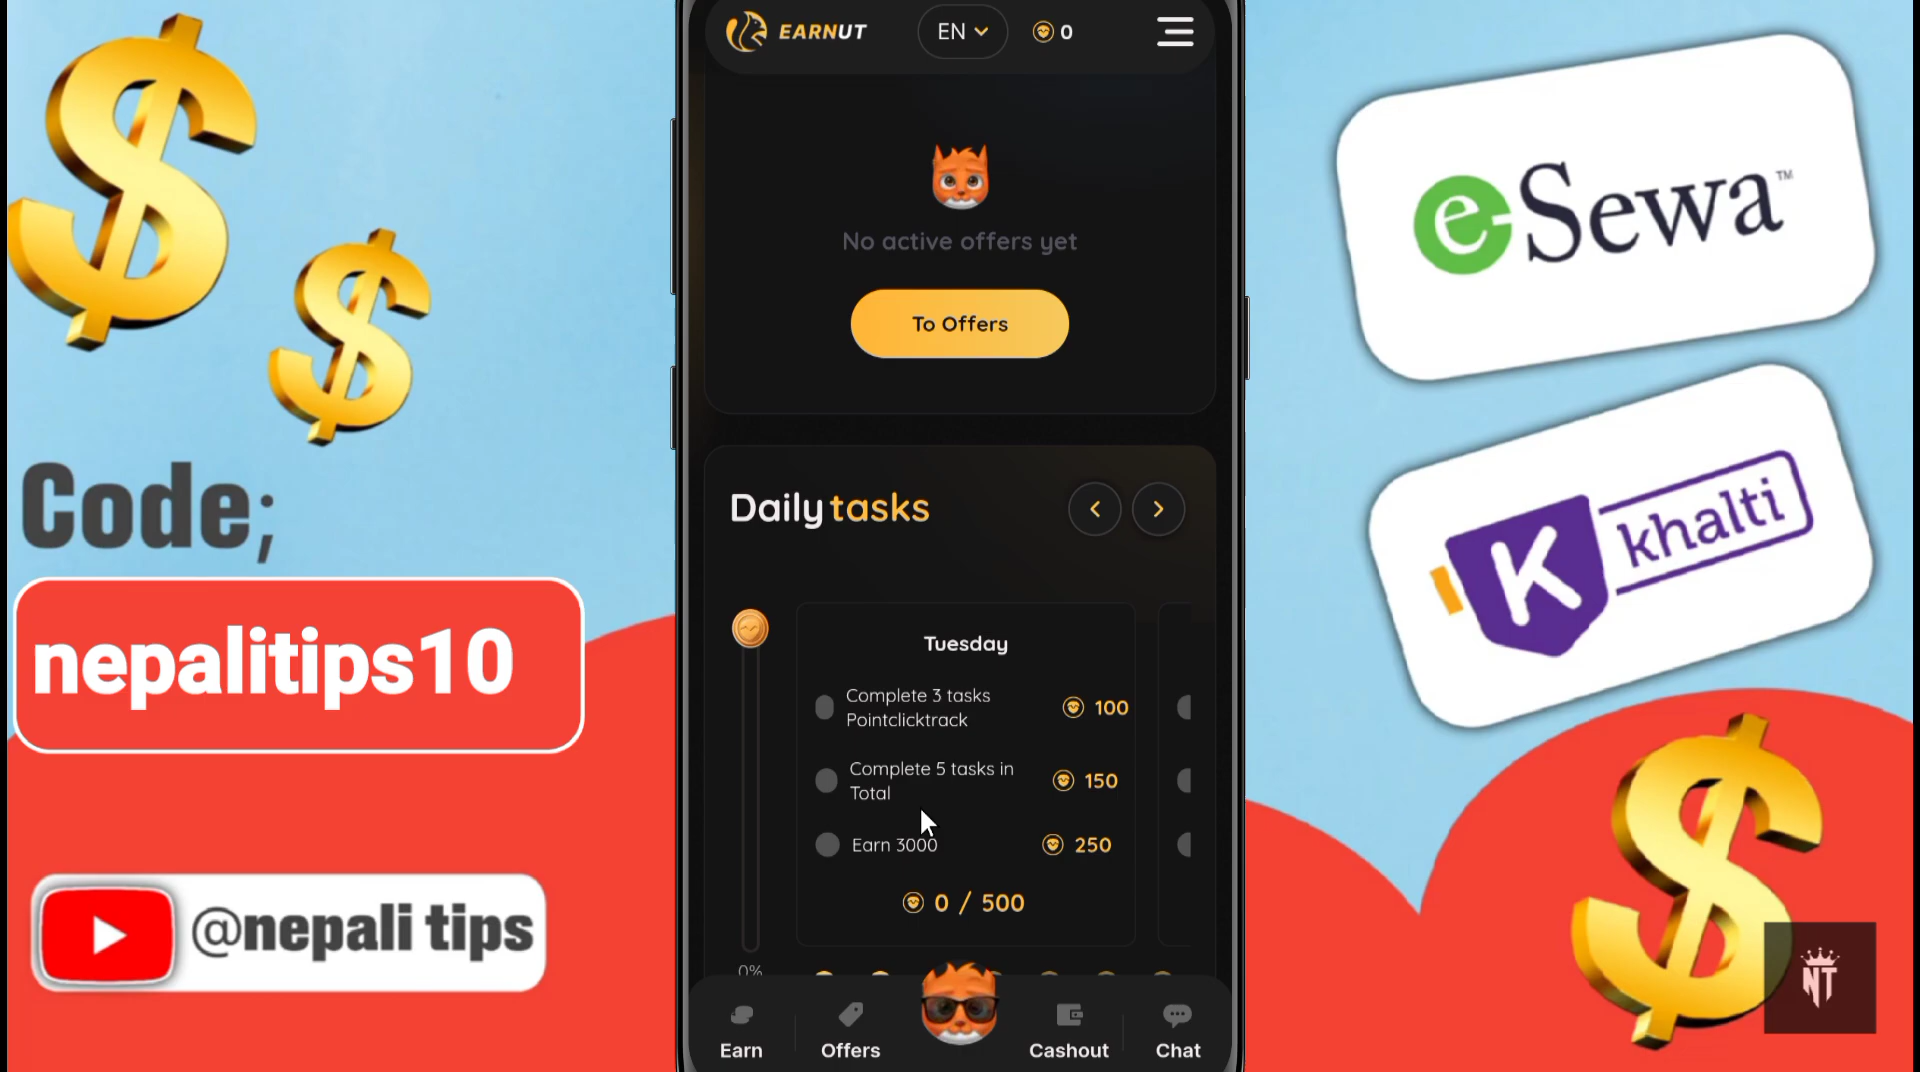 EARNUT
EN
0
No active offers yet
To Offers
Daily tasks
Tuesday
Complete 3 tasks
Pointclicktrack
100
Complete 5 tasks in
Total
150
Earn 3000
250
0 / 500
0%
Earn
Offers
Cashout
Chat
Code;
nepalitips10
@nepali tips
eSewa™
khalti
NT